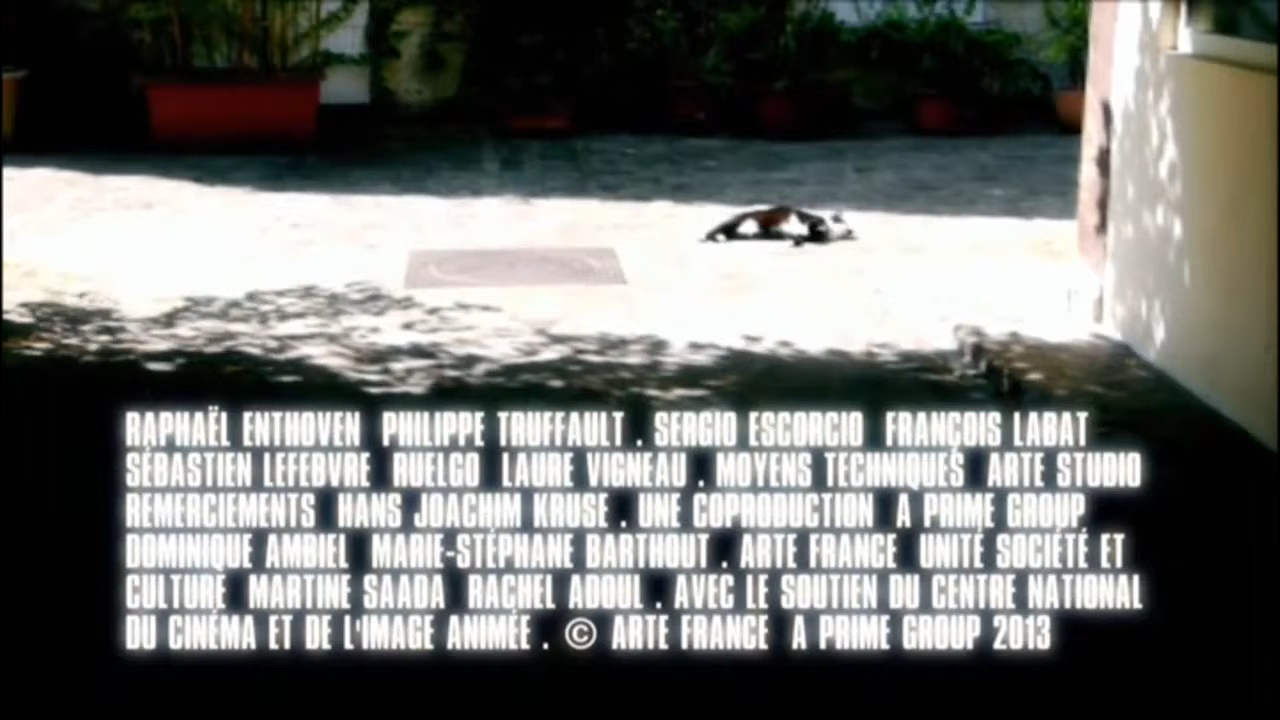 RAPHAËL ENTHOVEN PHILIPPE TRUFFAULT . SERGIO ESCORCIO FRANÇOIS LABAT
SÉBASTIEN LEFEBVRE RUELGO LAURE VIGNEAU . MOYENS TECHNIQUES ARTE STUDIO
REMERCIEMENTS HANS JOACHIM KRUSE . UNE COPRODUCTION A PRIME GROUP
DOMINIQUE AMBIEL MARIE-STÉPHANE BARTHOUT . ARTE FRANCE UNITÉ SOCIÉTÉ ET
CULTURE MARTINE SAADA RACHEL ADOUL . AVEC LE SOUTIEN DU CENTRE NATIONAL
DU CINÉMA ET DE L'IMAGE ANIMÉE . © ARTE FRANCE A PRIME GROUP 2013